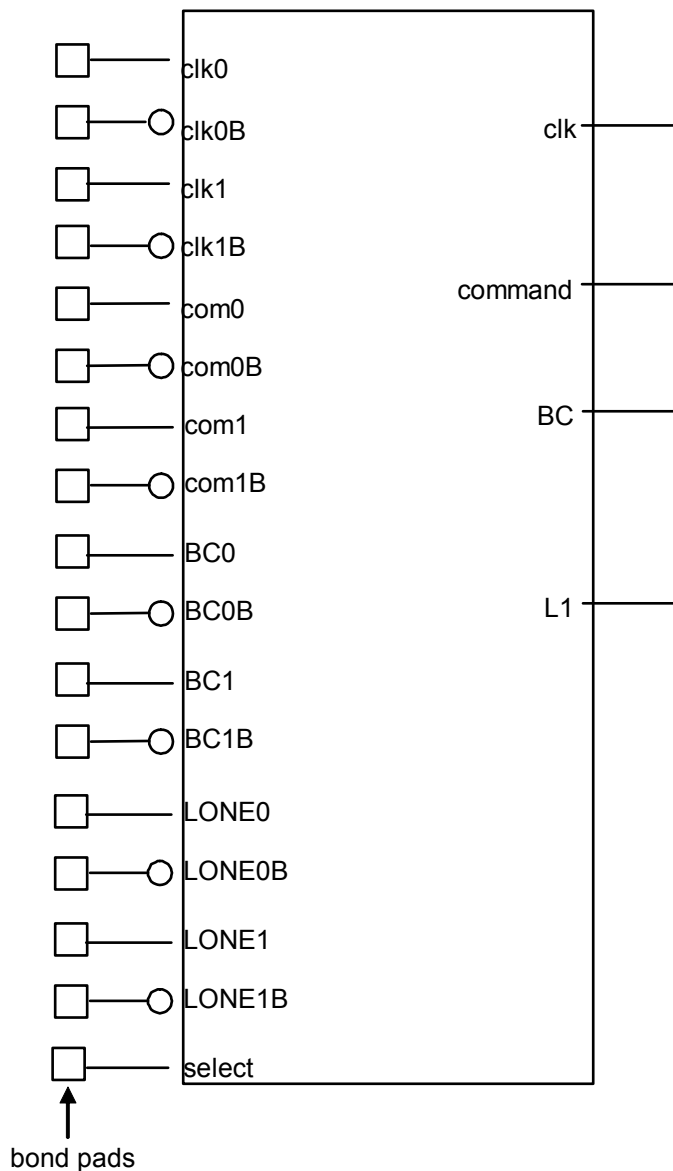 clk0
clk0B
clk
clk1
clk1B
command
com0
com0B
BC
com1
com1B
BC0
BC0B
L1
BC1
BC1B
LONE0
LONE0B
LONE1
LONE1B
select
bond pads